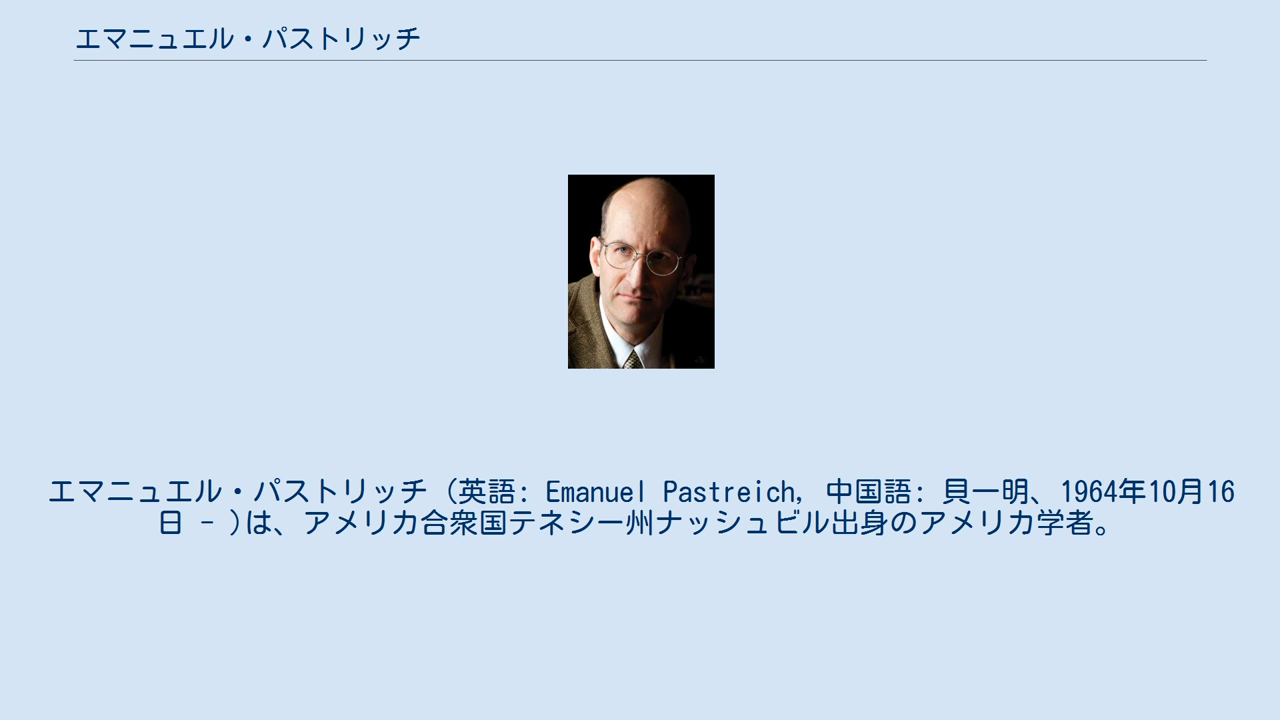 エマニュエル・パストリッチ
エマニュエル・パストリッチ (英語: Emanuel Pastreich, 中国語: 貝一明、1964年10月16
日 - )は、アメリカ合衆国テネシー州ナッシュビル出身のアメリカ学者。